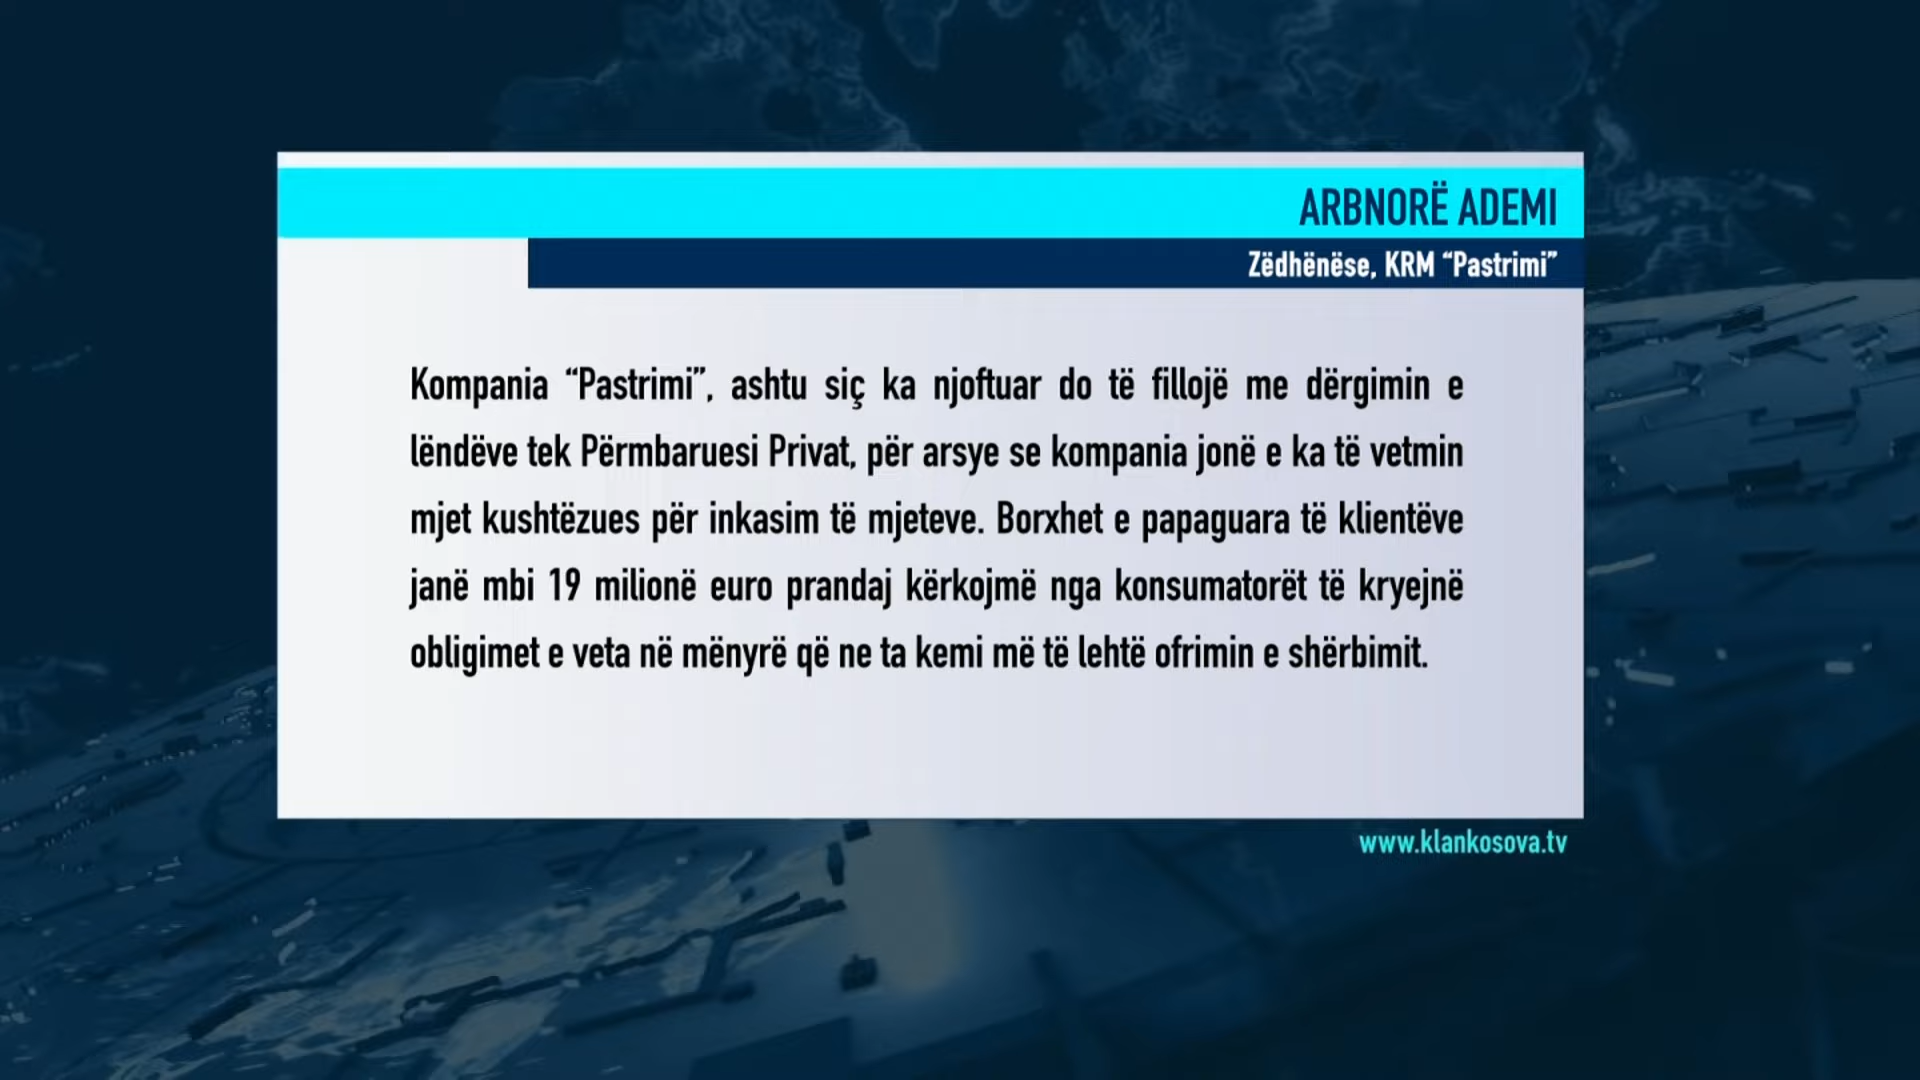 ARBNORË ADEMI
Zëdhënëse, KRM “Pastrimi”
Kompania “Pastrimi”, ashtu siç ka njoftuar do të fillojë me dërgimin e
lëndëve tek Përmbaruesi Privat, për arsye se kompania jonë e ka të vetmin
mjet kushtëzues për inkasim të mjeteve. Borxhet e papaguara të klientëve
janë mbi 19 milionë euro prandaj kërkojmë nga konsumatorët të kryejnë
obligimet e veta në mënyrë që ne ta kemi më të lehtë ofrimin e shërbimit.
www.klankosova.tv